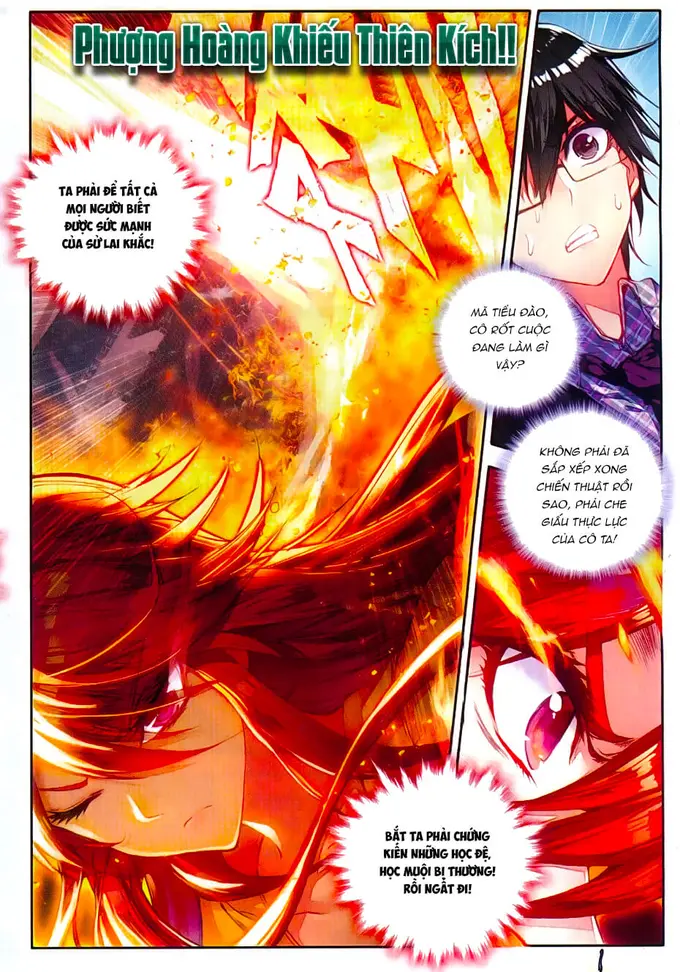 Phượng Hoàng Khiếu Thiên Kích!!
TA PHẢI ĐỂ TẤT CẢ
MỌI NGƯỜI BIẾT
ĐƯỢC SỨC MẠNH
CỦA SỬ LAI KHẮC!
MÃ TIỂU ĐÀO,
CÔ RỐT CUỘC
ĐANG LÀM GÌ
VẬY?
KHÔNG PHẢI ĐÃ
SẮP XẾP XONG
CHIẾN THUẬT RỒI
SAO, PHẢI CHE
GIẤU THỰC LỰC
CỦA CÔ TA!
BẮT TA PHẢI CHỨNG
KIẾN NHỮNG HỌC ĐỆ,
HỌC MUỘI BỊ THƯƠNG!
RỒI NGẤT ĐI!